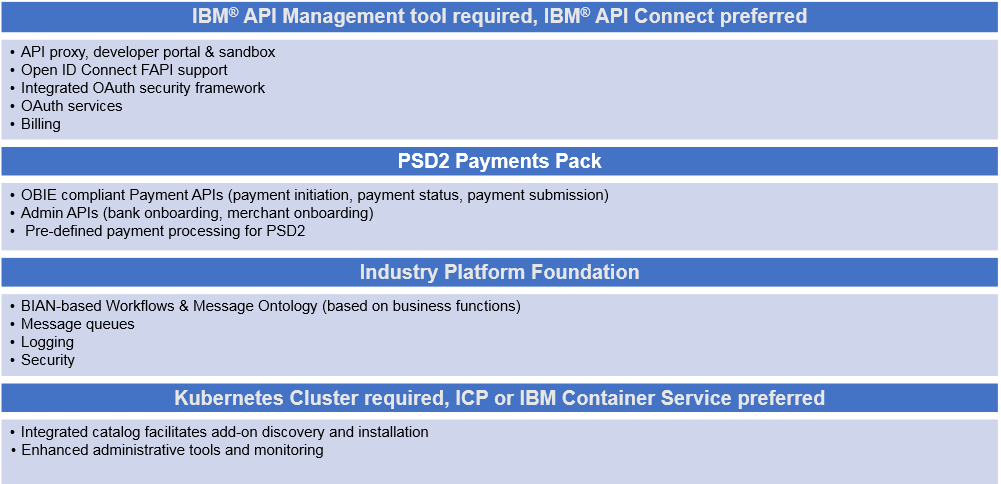 IBM® API Management tool required, IBM® API Connect preferred
• API proxy, developer portal & sandbox
• Open ID Connect FAPI support
• Integrated OAuth security framework
• OAuth services
• Billing
PSD2 Payments Pack
• OBIE compliant Payment APIs (payment initiation, payment status, payment submission)
• Admin APIs (bank onboarding, merchant onboarding)
• Pre-defined payment processing for PSD2
Industry Platform Foundation
• BIAN-based Workflows & Message Ontology (based on business functions)
• Message queues
• Logging
• Security
Kubernetes Cluster required, ICP or IBM Container Service preferred
• Integrated catalog facilitates add-on discovery and installation
• Enhanced administrative tools and monitoring